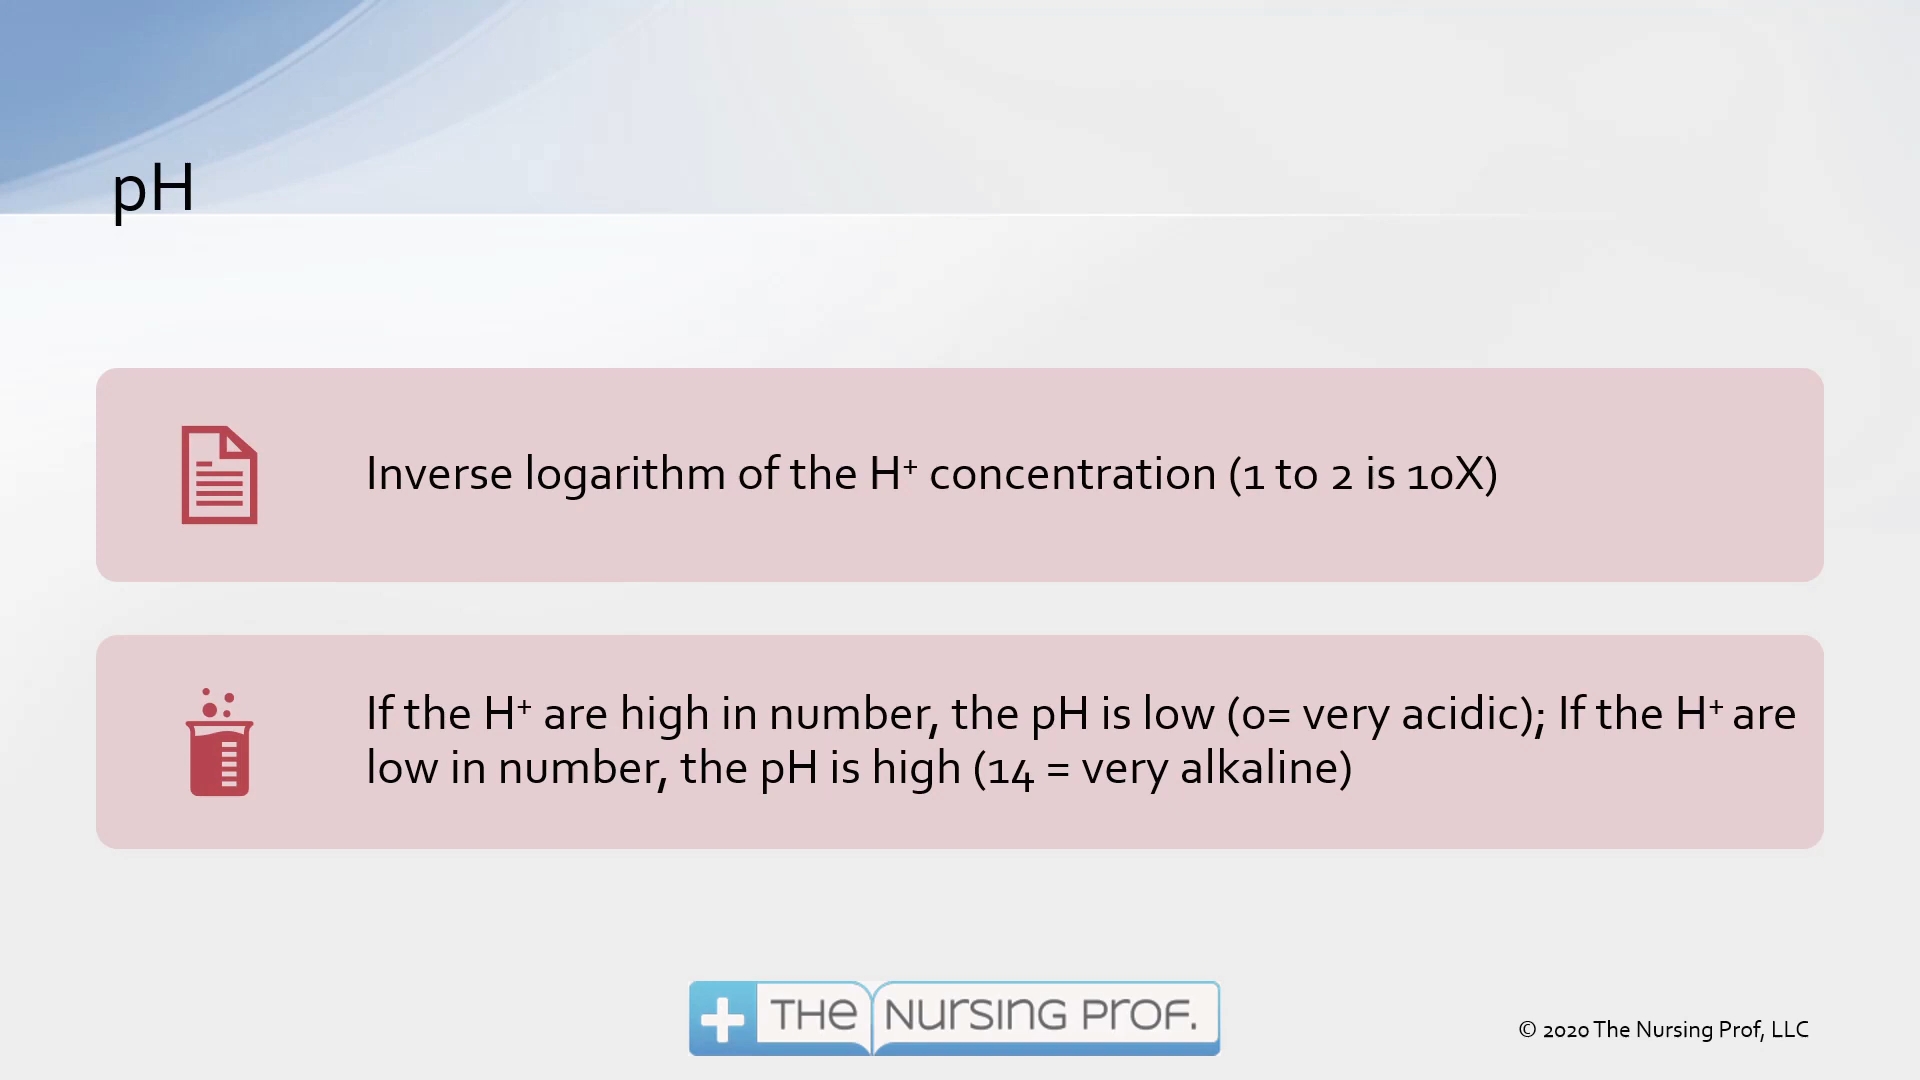 pH
Inverse logarithm of the H⁺ concentration (1 to 2 is 10X)
If the H⁺ are high in number, the pH is low (0= very acidic); If the H⁺ are
low in number, the pH is high (14 = very alkaline)
THE NURSING PROF.
© 2020 The Nursing Prof, LLC